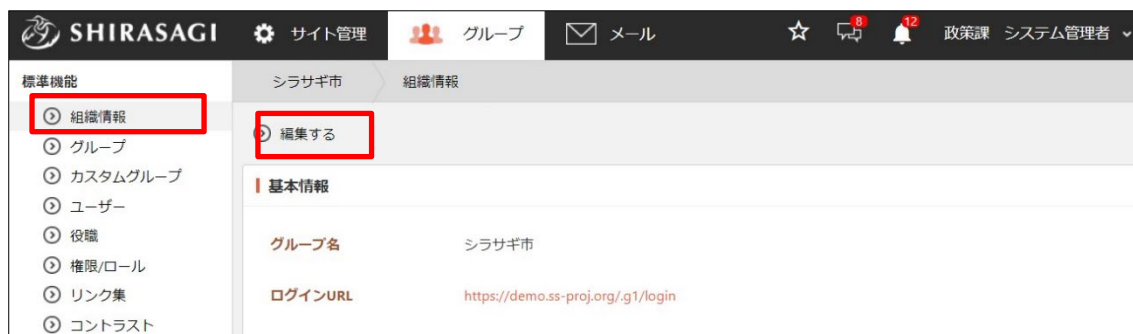 SHIRASAGI サイト管理 グループ メール 8 12 政策課 システム管理者
標準機能 シラサギ市 組織情報
組織情報
編集する
グループ
カスタムグループ
基本情報
ユーザー
役職
グループ名 シラサギ市
権限/ロール
リンク集
ログインURL https://demo.ss-proj.org/.g1/login
コントラスト